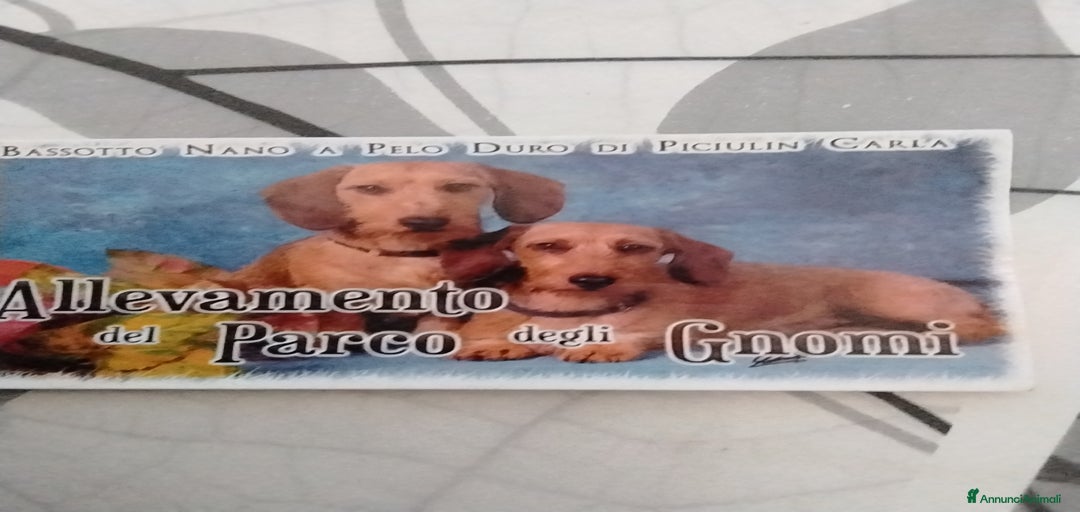 Bassotto Nano a Pelo Duro di Piciulin Carla
Allevamento
del Parco degli Gnomi
AnnunciAnimali